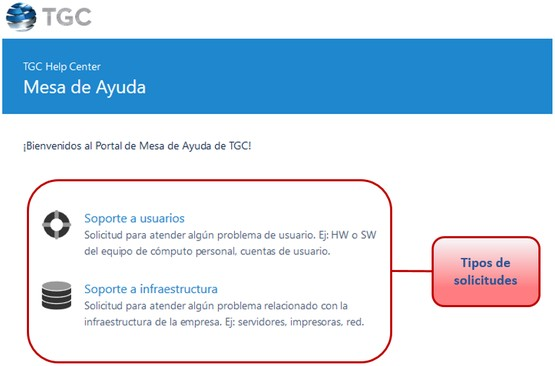 TGC
TGC Help Center
Mesa de Ayuda
¡Bienvenidos al Portal de Mesa de Ayuda de TGC!
Soporte a usuarios
Solicitud para atender algún problema de usuario. Ej: HW o SW
del equipo de cómputo personal, cuentas de usuario.
Soporte a infraestructura
Solicitud para atender algún problema relacionado con la
infraestructura de la empresa. Ej: servidores, impresoras, red.
Tipos de
solicitudes